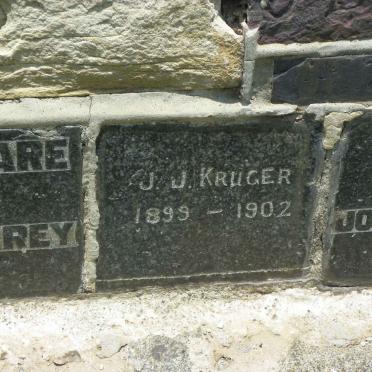 ARE
REY
J. J. KRUGER
1899 – 1902
JO